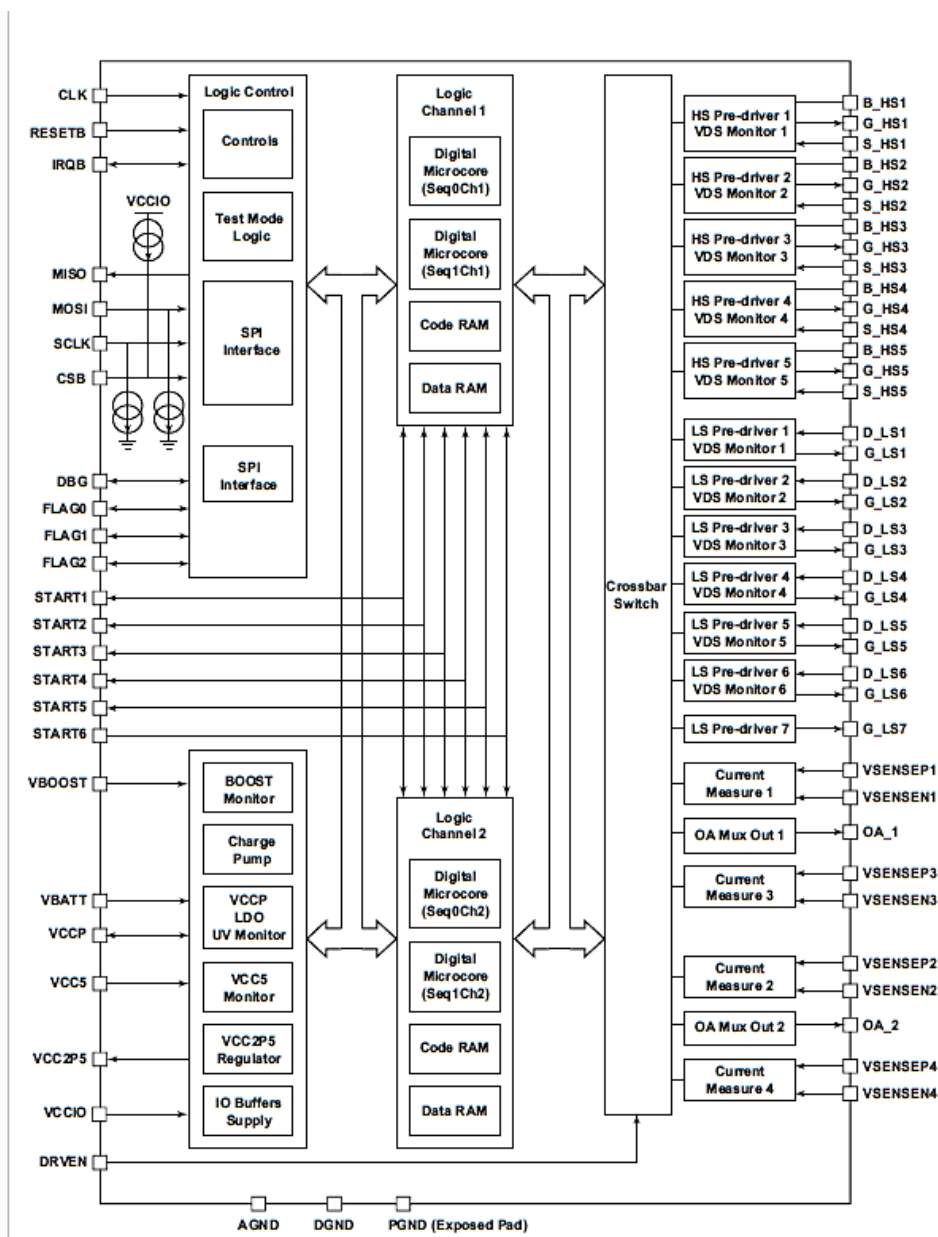 CLK
RESETB
IRQB
VCCIO
MISO
MOSI
SCLK
CSB
DBG
FLAG0
FLAG1
FLAG2
START1
START2
START3
START4
START5
START6
VBOOST
VBATT
VCCP
VCC5
VCC2P5
VCCIO
DRVEN
Logic Control
Controls
Test Mode
Logic
SPI
Interface
SPI
Interface
BOOST
Monitor
Charge
Pump
VCCP
LDO
UV Monitor
VCC5
Monitor
VCC2P5
Regulator
IO Buffers
Supply
Logic
Channel 1
Digital
Microcore
(Seq0Ch1)
Digital
Microcore
(Seq1Ch1)
Code RAM
Data RAM
Logic
Channel 2
Digital
Microcore
(Seq0Ch2)
Digital
Microcore
(Seq1Ch2)
Code RAM
Data RAM
Crossbar
Switch
HS Pre-driver 1
VDS Monitor 1
HS Pre-driver 2
VDS Monitor 2
HS Pre-driver 3
VDS Monitor 3
HS Pre-driver 4
VDS Monitor 4
HS Pre-driver 5
VDS Monitor 5
LS Pre-driver 1
VDS Monitor 1
LS Pre-driver 2
VDS Monitor 2
LS Pre-driver 3
VDS Monitor 3
LS Pre-driver 4
VDS Monitor 4
LS Pre-driver 5
VDS Monitor 5
LS Pre-driver 6
VDS Monitor 6
LS Pre-driver 7
Current
Measure 1
OA Mux Out 1
Current
Measure 3
Current
Measure 2
OA Mux Out 2
Current
Measure 4
B_HS1
G_HS1
S_HS1
B_HS2
G_HS2
S_HS2
B_HS3
G_HS3
S_HS3
B_HS4
G_HS4
S_HS4
B_HS5
G_HS5
S_HS5
D_LS1
G_LS1
D_LS2
G_LS2
D_LS3
G_LS3
D_LS4
G_LS4
D_LS5
G_LS5
D_LS6
G_LS6
G_LS7
VSENSEP1
VSENSEN1
OA_1
VSENSEP3
VSENSEN3
VSENSEP2
VSENSEN2
OA_2
VSENSEP4
VSENSEN4
AGND
DGND
PGND (Exposed Pad)